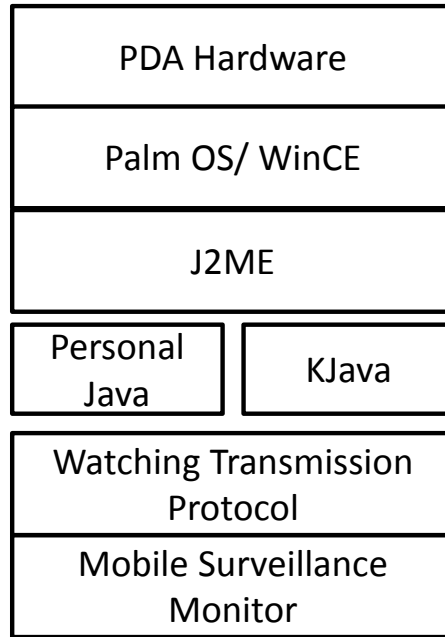 PDA Hardware
Palm OS/ WinCE
J2ME
Personal
Java
KJava
Watching Transmission
Protocol
Mobile Surveillance
Monitor